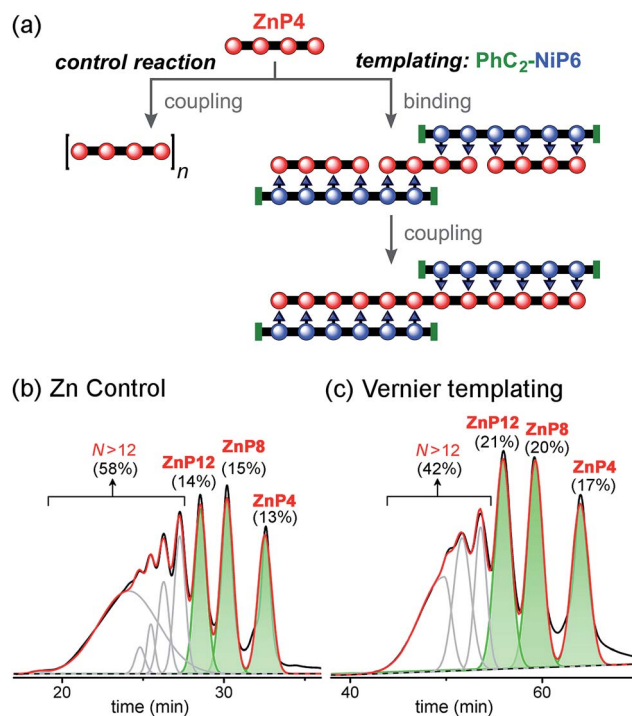 (a)
ZnP4
control reaction
templating: PhC₂-NiP6
coupling
binding
n
coupling
(b) Zn Control
(c) Vernier templating
N>12
(58%)
ZnP12
(14%)
ZnP8
(15%)
ZnP4
(13%)
N>12
(42%)
ZnP12
(21%)
ZnP8
(20%)
ZnP4
(17%)
20
30
time (min)
40
60
time (min)